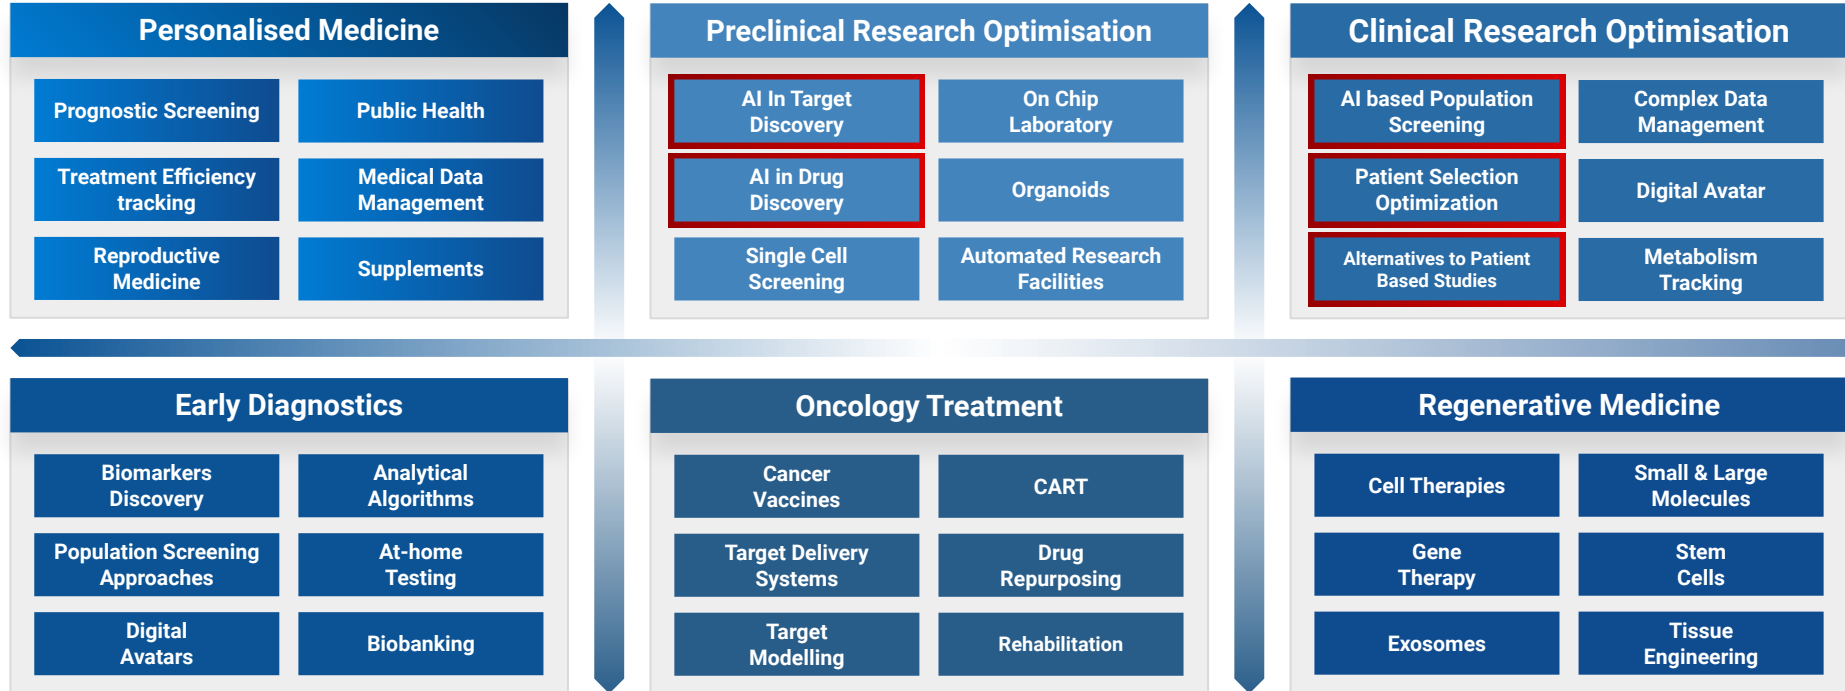 Personalised Medicine
Prognostic Screening
Public Health
Treatment Efficiency
tracking
Medical Data
Management
Reproductive
Medicine
Supplements
Preclinical Research Optimisation
AI In Target
Discovery
On Chip
Laboratory
AI in Drug
Discovery
Organoids
Single Cell
Screening
Automated Research
Facilities
Clinical Research Optimisation
AI based Population
Screening
Complex Data
Management
Patient Selection
Optimization
Digital Avatar
Alternatives to Patient
Based Studies
Metabolism
Tracking
Early Diagnostics
Biomarkers
Discovery
Analytical
Algorithms
Population Screening
Approaches
At-home
Testing
Digital
Avatars
Biobanking
Oncology Treatment
Cancer
Vaccines
CART
Target Delivery
Systems
Drug
Repurposing
Target
Modelling
Rehabilitation
Regenerative Medicine
Cell Therapies
Small & Large
Molecules
Gene
Therapy
Stem
Cells
Exosomes
Tissue
Engineering